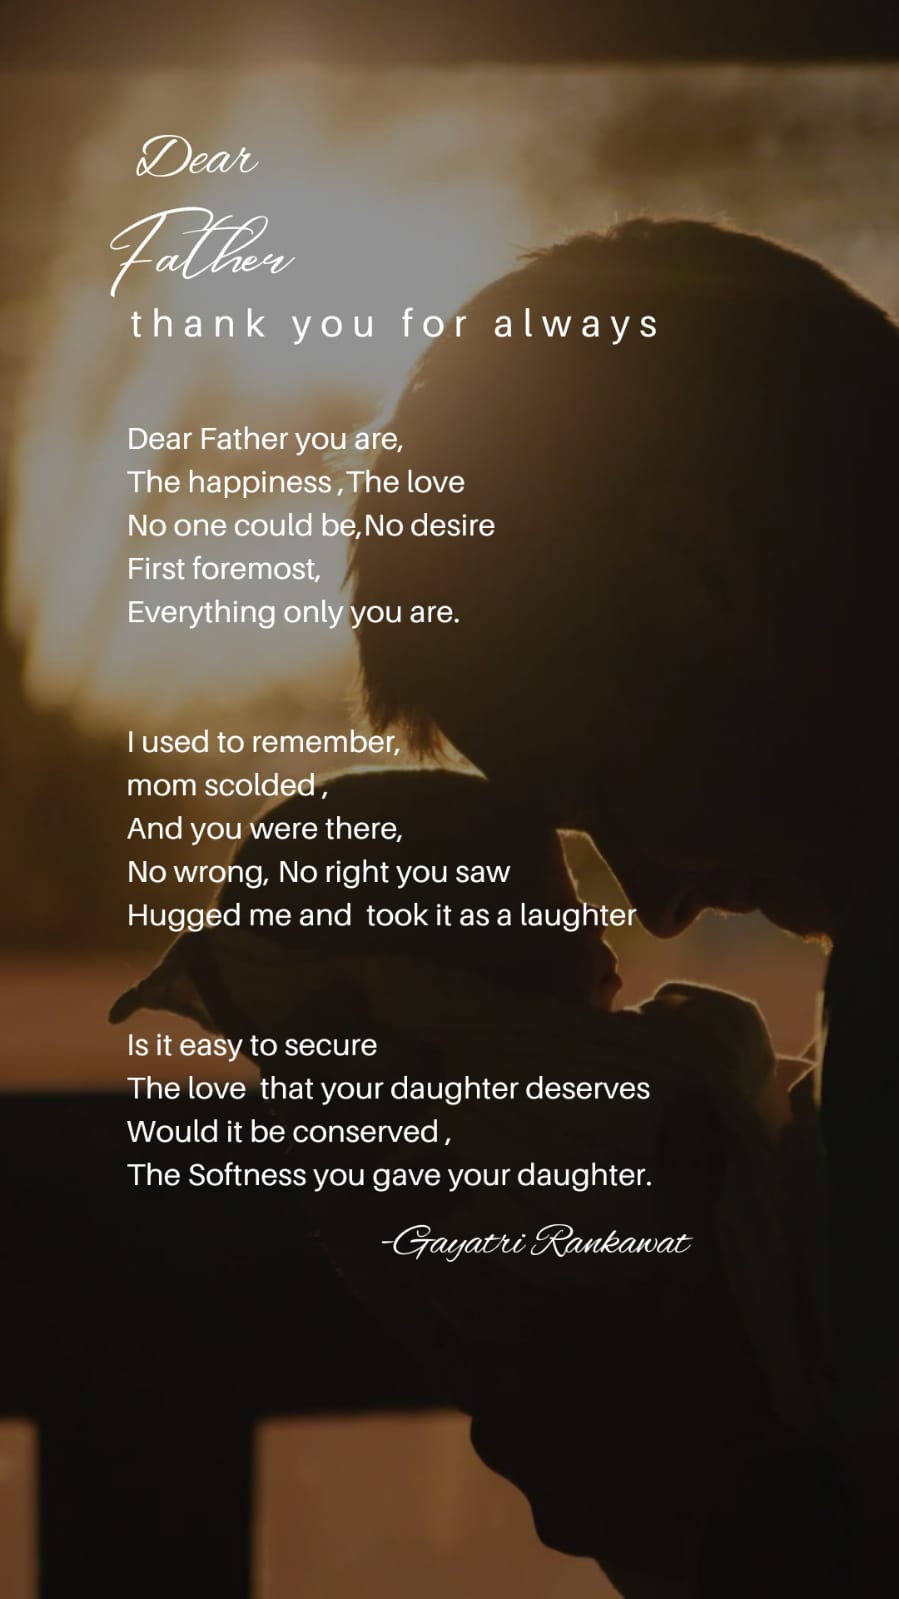 Dear
Father
thank you for always
Dear Father you are,
The happiness ,The love
No one could be,No desire
First foremost,
Everything only you are.
I used to remember,
mom scolded ,
And you were there,
No wrong, No right you saw
Hugged me and  took it as a laughter
Is it easy to secure
The love  that your daughter deserves
Would it be conserved ,
The Softness you gave your daughter.
-Gayatri Rankawat